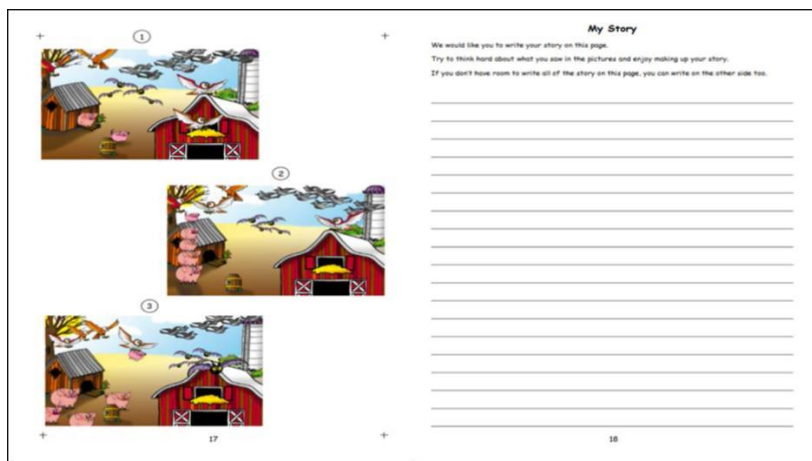 1
2
3
17
My Story
We would like you to write your story on this page.
Try to think hard about what you saw in the pictures and enjoy making up your story.
If you don't have room to write all of the story on this page, you can write on the other side too.
18